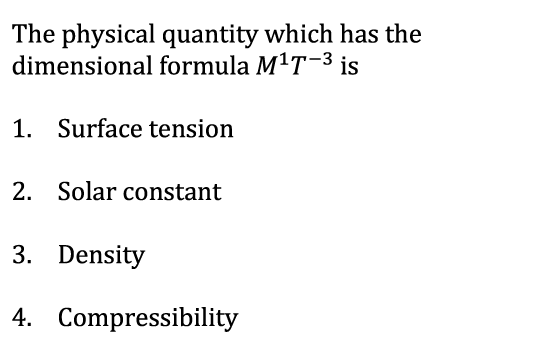 The physical quantity which has the
dimensional formula M¹T⁻³ is
1. Surface tension
2. Solar constant
3. Density
4. Compressibility